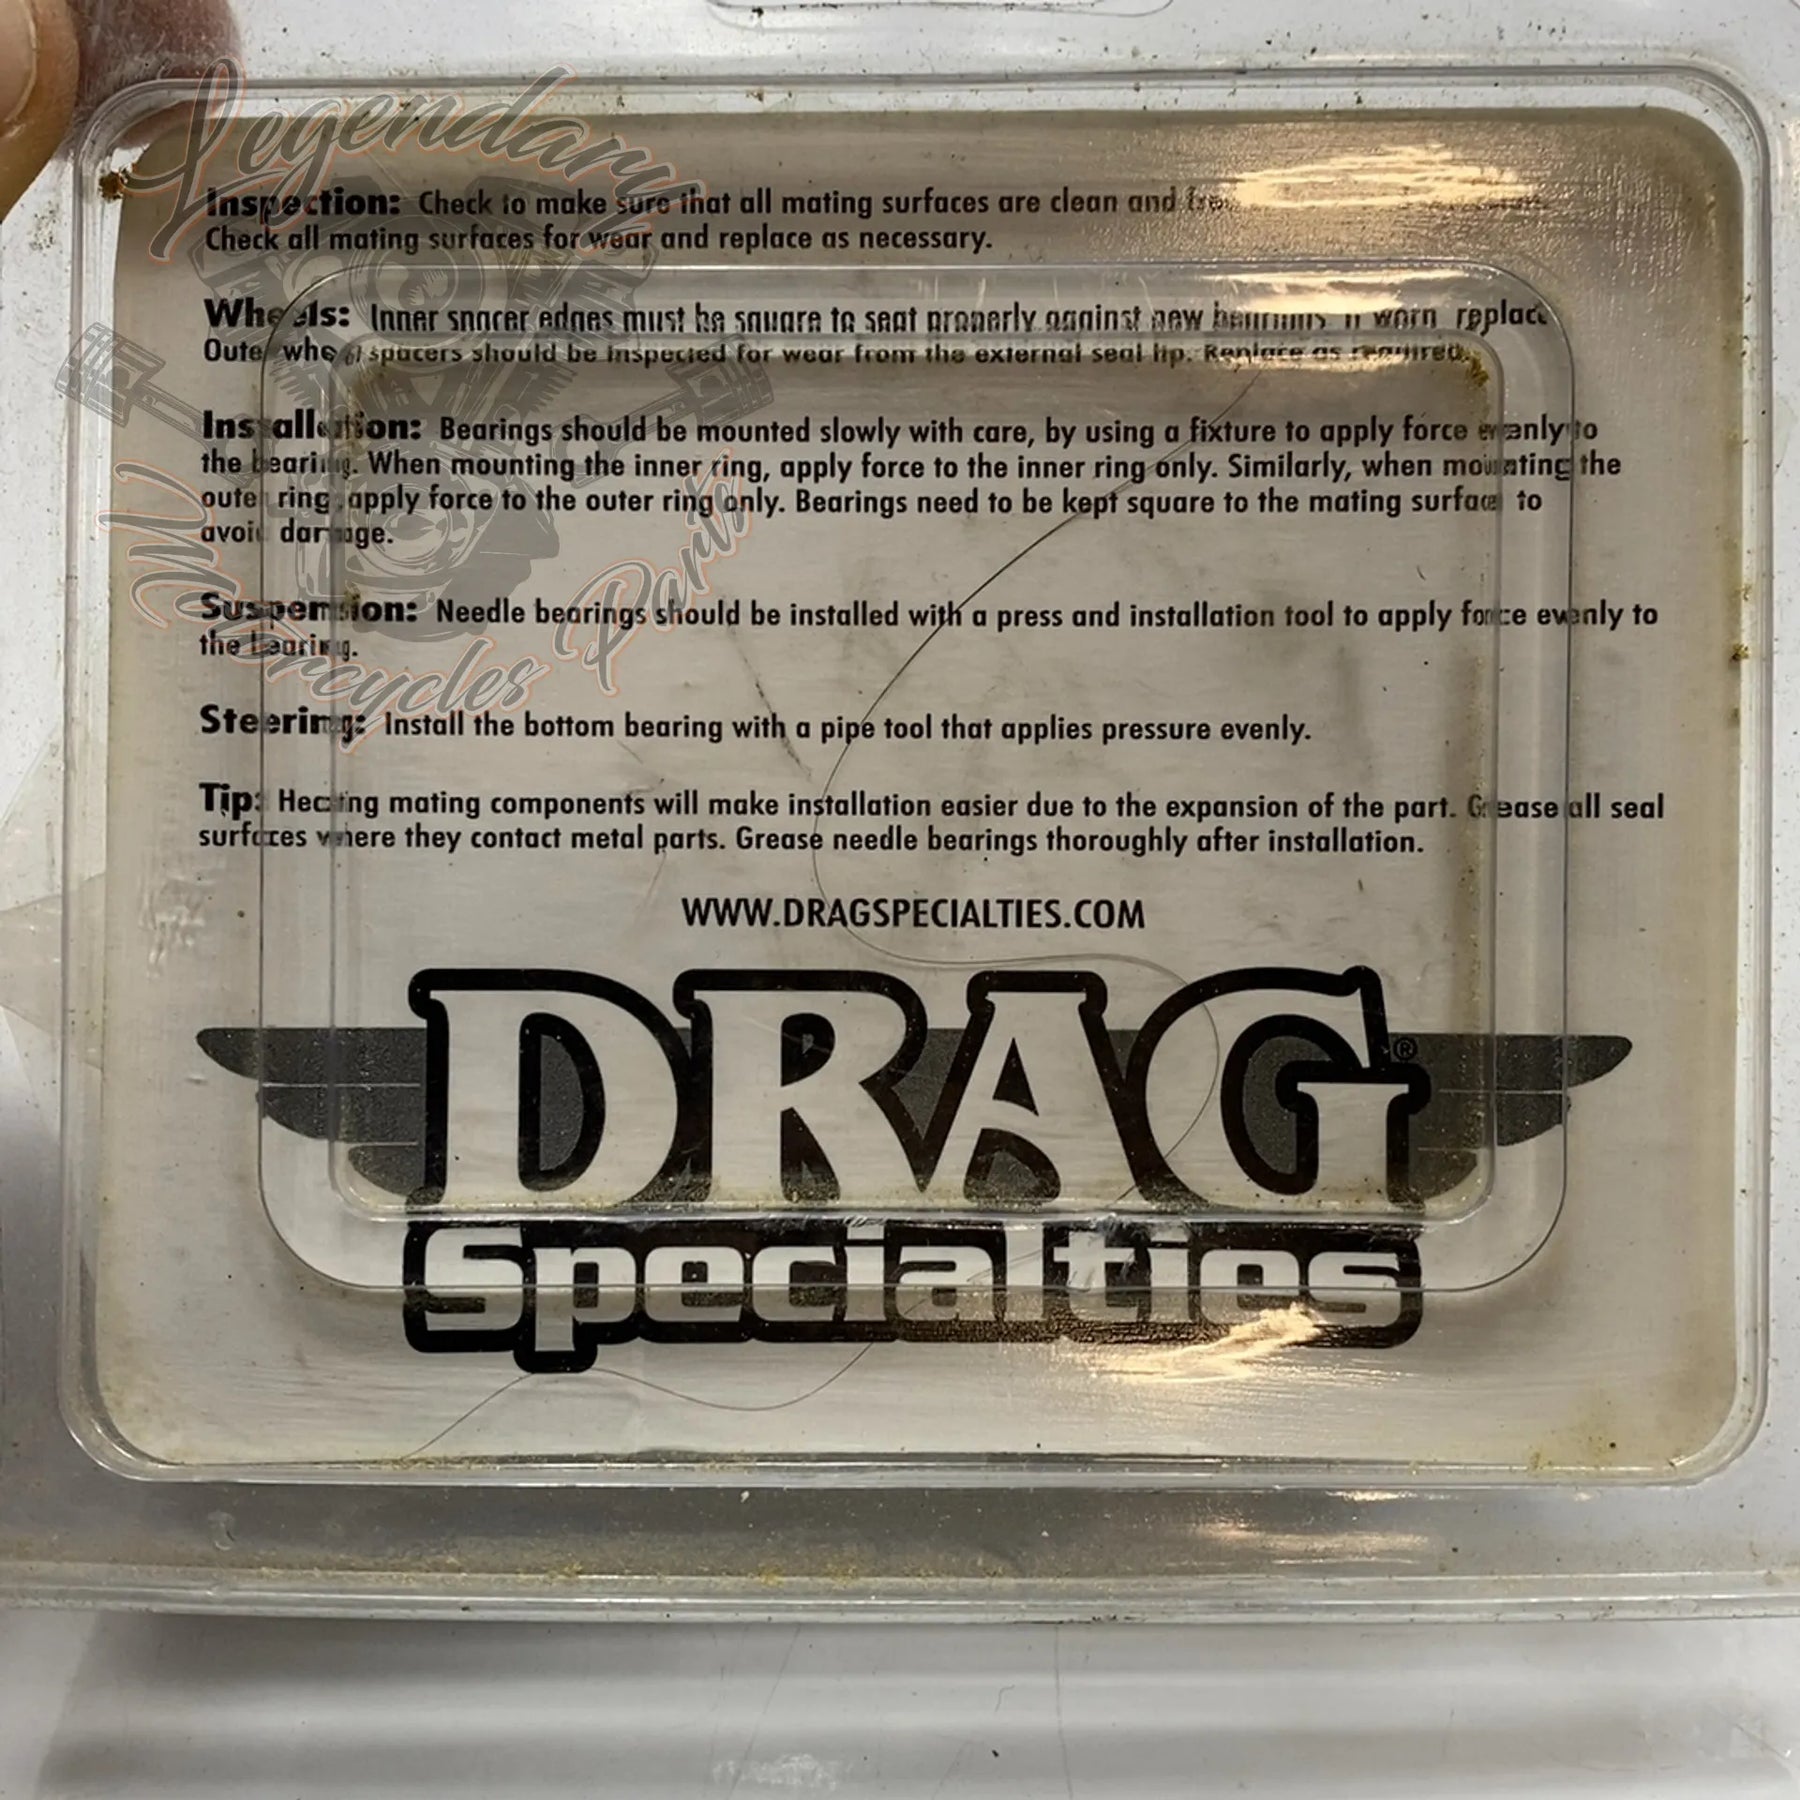 Legendary
Motorcycles Parts
Inspection: Check to make sure that all mating surfaces are clean and
Check all mating surfaces for wear and replace as necessary.
Wheels: Inner spacer edges must be square to seat properly against new bearings. If worn, replace
Outer wheel spacers should be inspected for wear from the external seal lip. Replace as required.
Installation: Bearings should be mounted slowly with care, by using a fixture to apply force evenly to
the bearing. When mounting the inner ring, apply force to the inner ring only. Similarly, when mounting the
outer ring, apply force to the outer ring only. Bearings need to be kept square to the mating surface to
avoid damage.
Suspension: Needle bearings should be installed with a press and installation tool to apply force evenly to
the bearing.
Steering: Install the bottom bearing with a pipe tool that applies pressure evenly.
Tip: Heating mating components will make installation easier due to the expansion of the part. Grease all seal
surfaces where they contact metal parts. Grease needle bearings thoroughly after installation.
WWW.DRAGSPECIALTIES.COM
DRAG®
Specialties